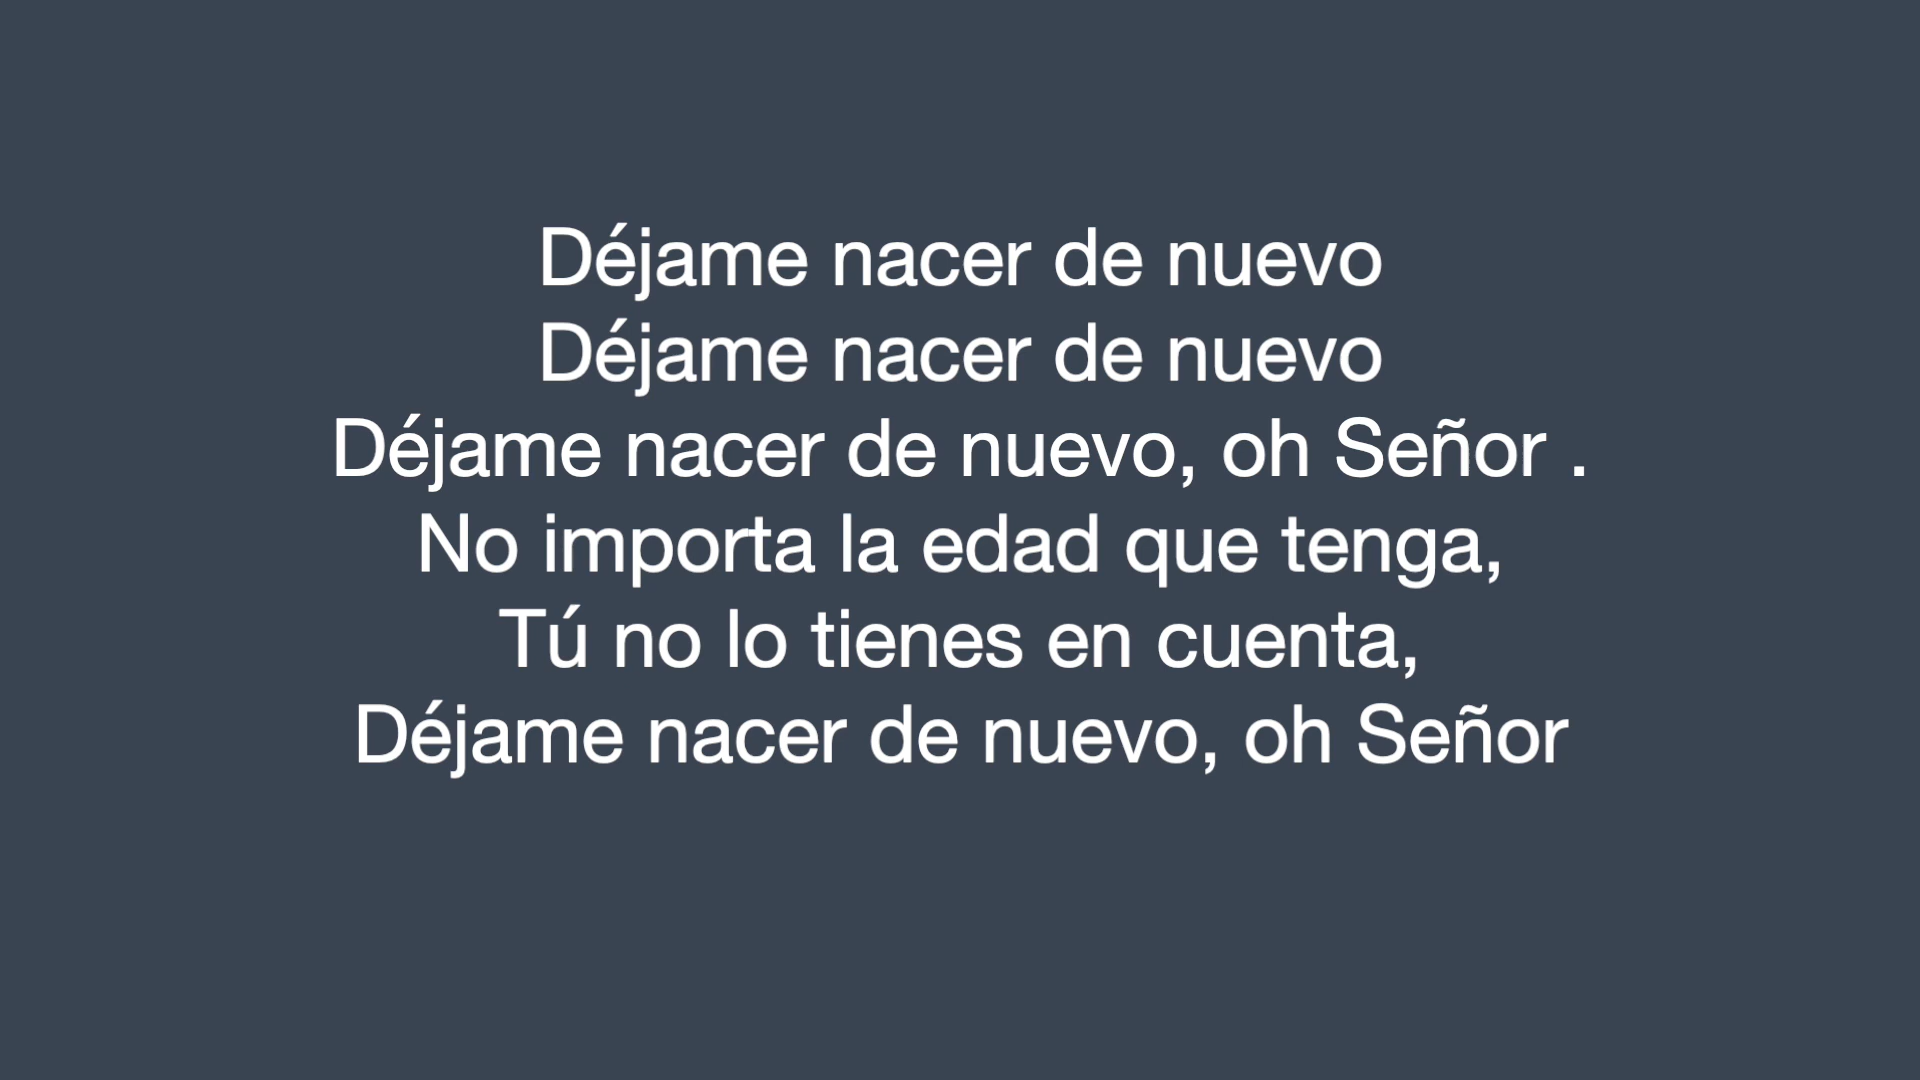 Déjame nacer de nuevo
Déjame nacer de nuevo
Déjame nacer de nuevo, oh Señor .
No importa la edad que tenga,
Tú no lo tienes en cuenta,
Déjame nacer de nuevo, oh Señor